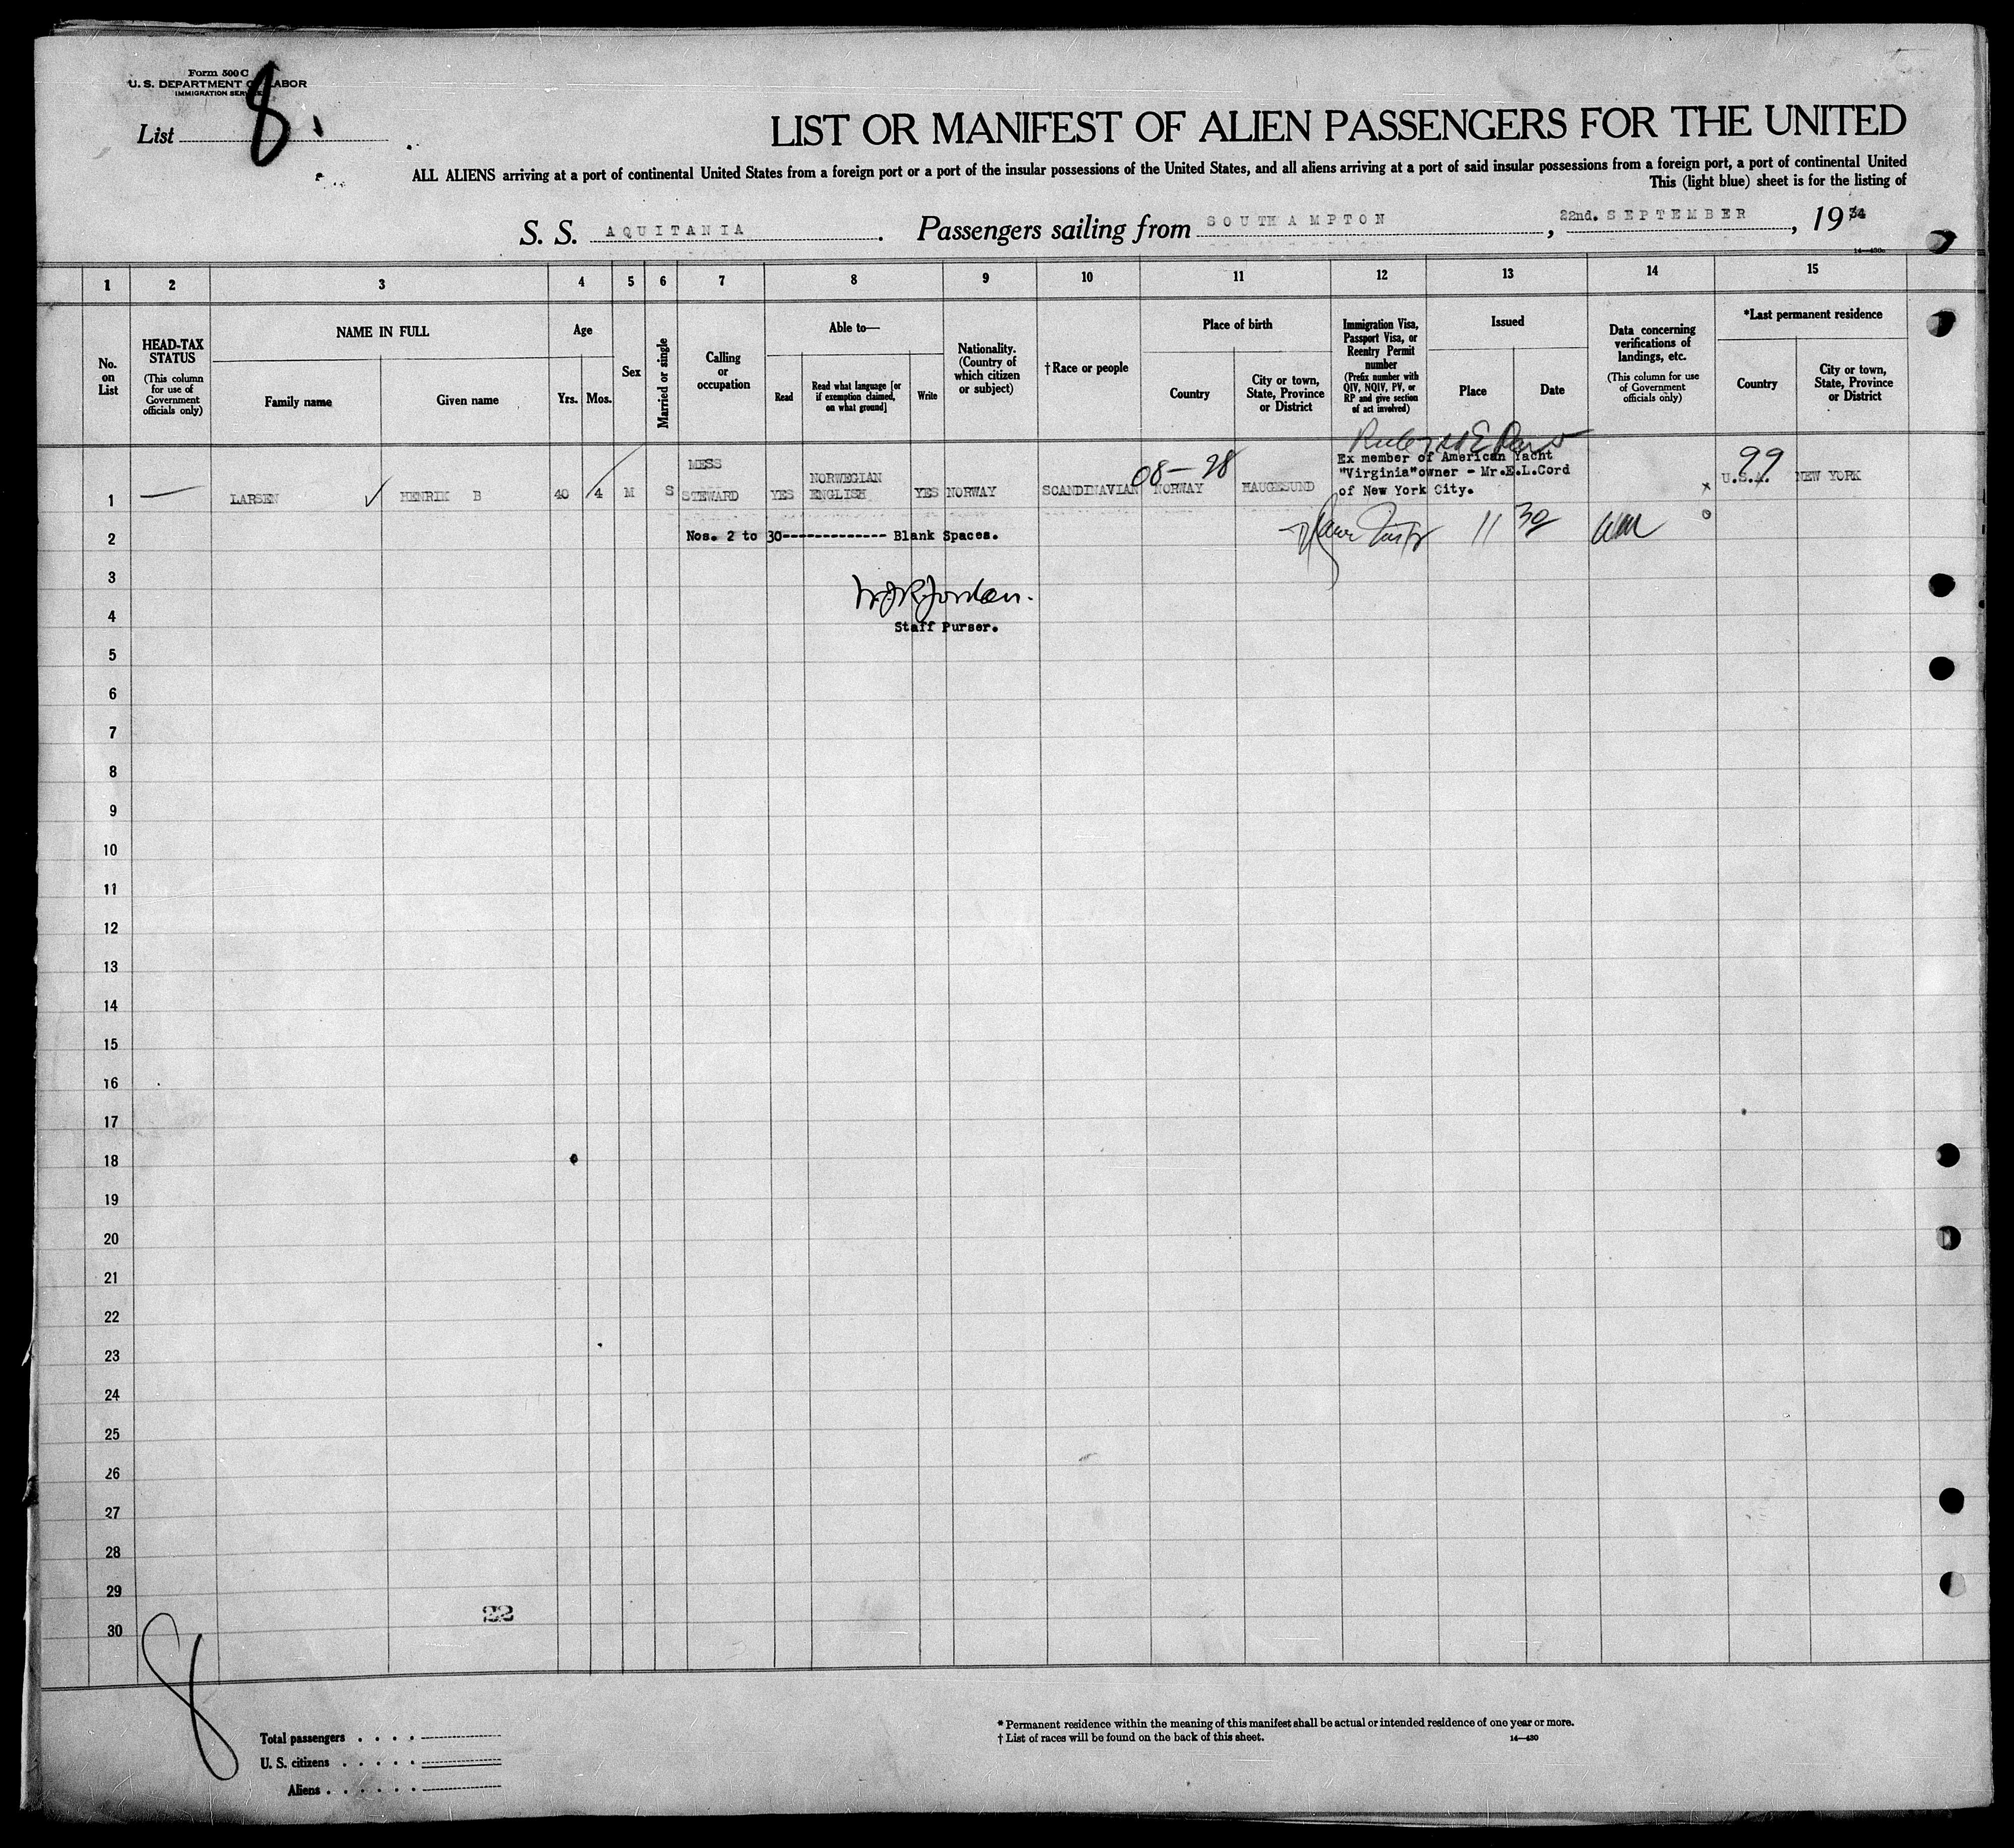 Form 500 C
U. S. DEPARTMENT OF LABOR
IMMIGRATION SERVICE
List 8.
LIST OR MANIFEST OF ALIEN PASSENGERS FOR THE UNITED
ALL ALIENS arriving at a port of continental United States from a foreign port or a port of the insular possessions of the United States, and all aliens arriving at a port of said insular possessions from a foreign port, a port of continental United
This (light blue) sheet is for the listing of
S. S. AQUITANIA. Passengers sailing from SOUTHAMPTON, 22nd. SEPTEMBER, 1934
14—430a
1 2 3 4 5 6 7 8 9 10 11 12 13 14 15
No. on List
HEAD-TAX STATUS
(This column for use of Government officials only)
NAME IN FULL
Family name
Given name
Age
Yrs. Mos.
Sex
Married or single
Calling or occupation
Able to—
Read
Read what language [or if exemption claimed, on what ground]
Write
Nationality. (Country of which citizen or subject)
†Race or people
Place of birth
Country
City or town, State, Province or District
Immigration Visa, Passport Visa, or Reentry Permit number
(Prefix number with QIV, NQIV, PV, or RP and give section of act involved)
Issued
Place
Date
Data concerning verifications of landings, etc.
(This column for use of Government officials only)
*Last permanent residence
Country
City or town, State, Province or District
1 — LARSEN ✓ HENRIK B 40 4 M S MESS STEWARD YES NORWEGIAN ENGLISH YES NORWAY SCANDINAVIAN 08-98 NORWAY HAUGESUND
Ex member of American Yacht
"Virginia" owner - Mr.E.L.Cord
of New York City.
99
U.S.A. NEW YORK
x
o
2 Nos. 2 to 30------------- Blank Spaces.
11 30
3
W.J.R. Jordan.
4
Staff Purser.
5
6
7
8
9
10
11
12
13
14
15
16
17
18
19
20
21
22
23
24
25
26
27
28
29
22
30
8
Total passengers . . . .
U. S. citizens . . . . .
Aliens . . . . . .
* Permanent residence within the meaning of this manifest shall be actual or intended residence of one year or more.
† List of races will be found on the back of this sheet.
14—430